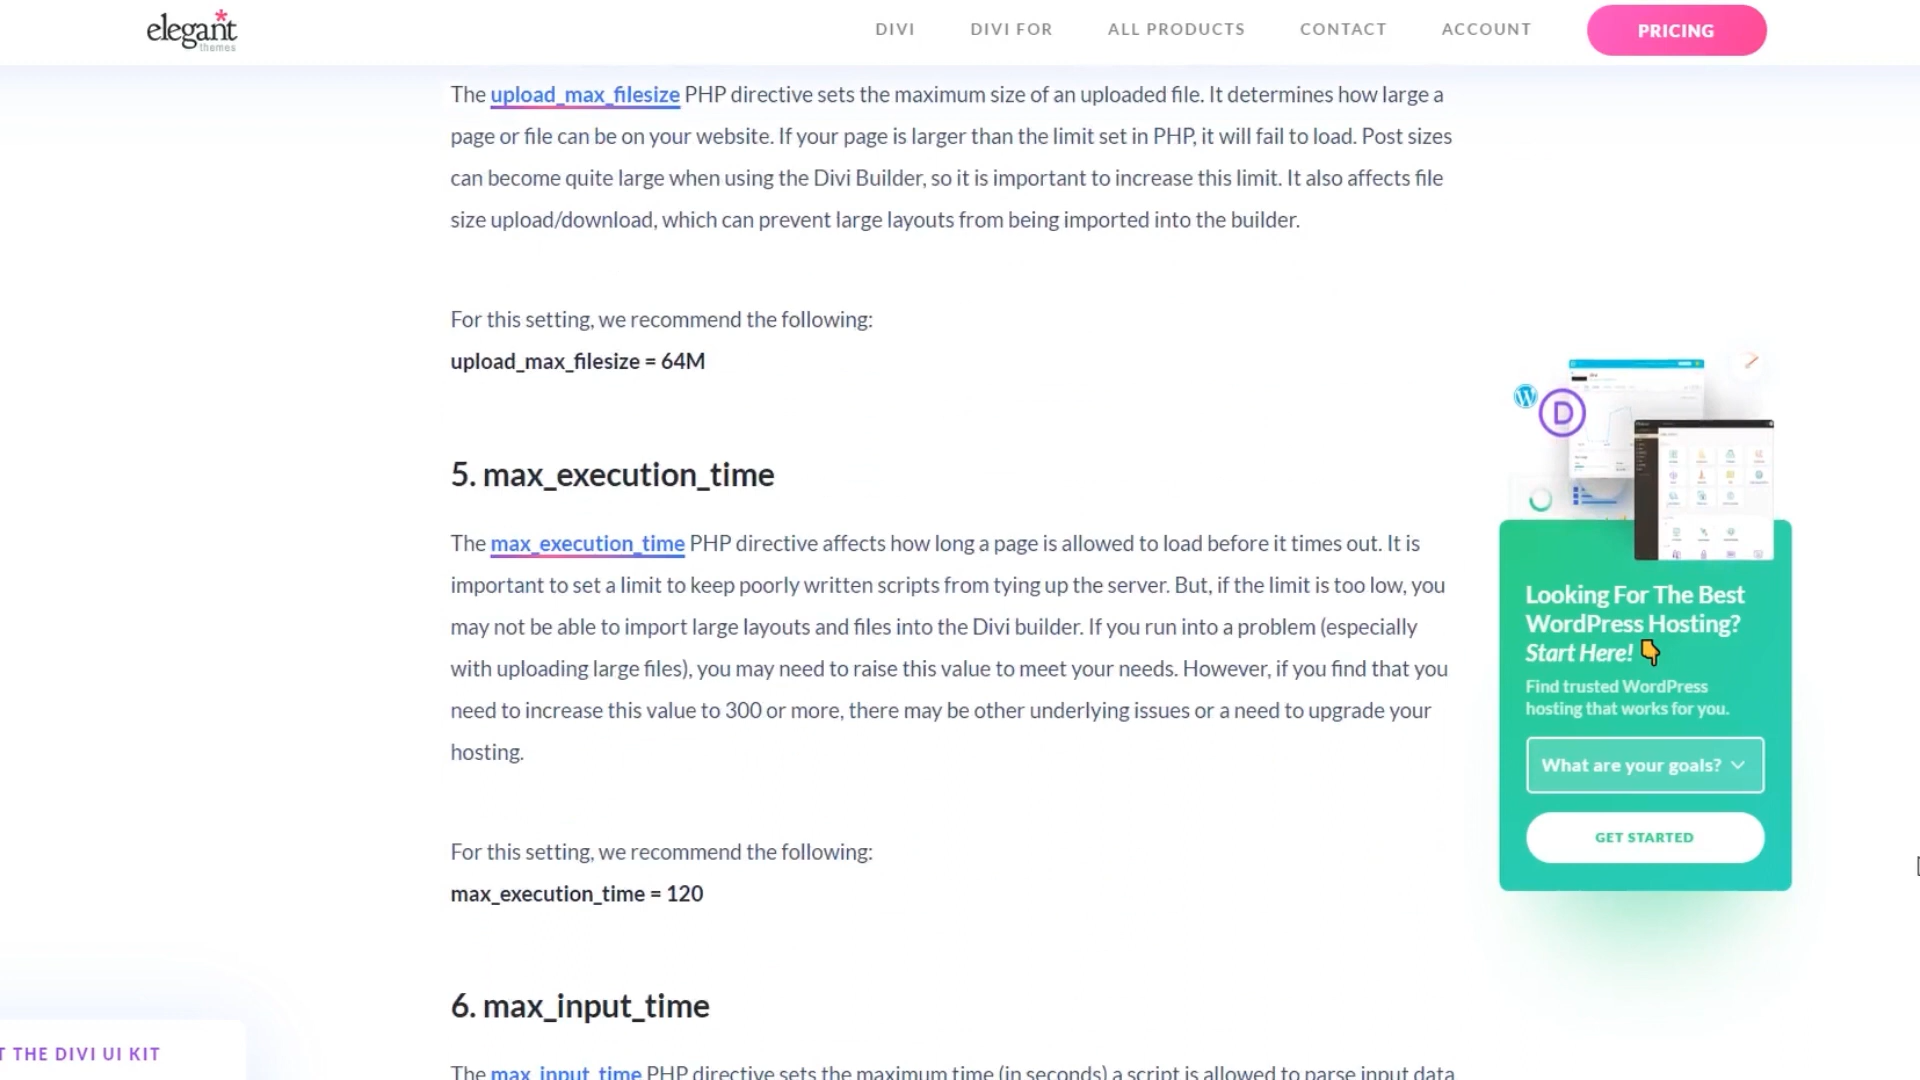 elegant
themes
DIVI DIVI FOR ALL PRODUCTS CONTACT ACCOUNT PRICING
The upload_max_filesize PHP directive sets the maximum size of an uploaded file. It determines how large a
page or file can be on your website. If your page is larger than the limit set in PHP, it will fail to load. Post sizes
can become quite large when using the Divi Builder, so it is important to increase this limit. It also affects file
size upload/download, which can prevent large layouts from being imported into the builder.
For this setting, we recommend the following:
upload_max_filesize = 64M
5. max_execution_time
The max_execution_time PHP directive affects how long a page is allowed to load before it times out. It is
important to set a limit to keep poorly written scripts from tying up the server. But, if the limit is too low, you
may not be able to import large layouts and files into the Divi builder. If you run into a problem (especially
with uploading large files), you may need to raise this value to meet your needs. However, if you find that you
need to increase this value to 300 or more, there may be other underlying issues or a need to upgrade your
hosting.
For this setting, we recommend the following:
max_execution_time = 120
6. max_input_time
The max_input_time PHP directive sets the maximum time (in seconds) a script is allowed to parse input data
D
Looking For The Best
WordPress Hosting?
Start Here!
Find trusted WordPress
hosting that works for you.
What are your goals?
GET STARTED
T THE DIVI UI KIT